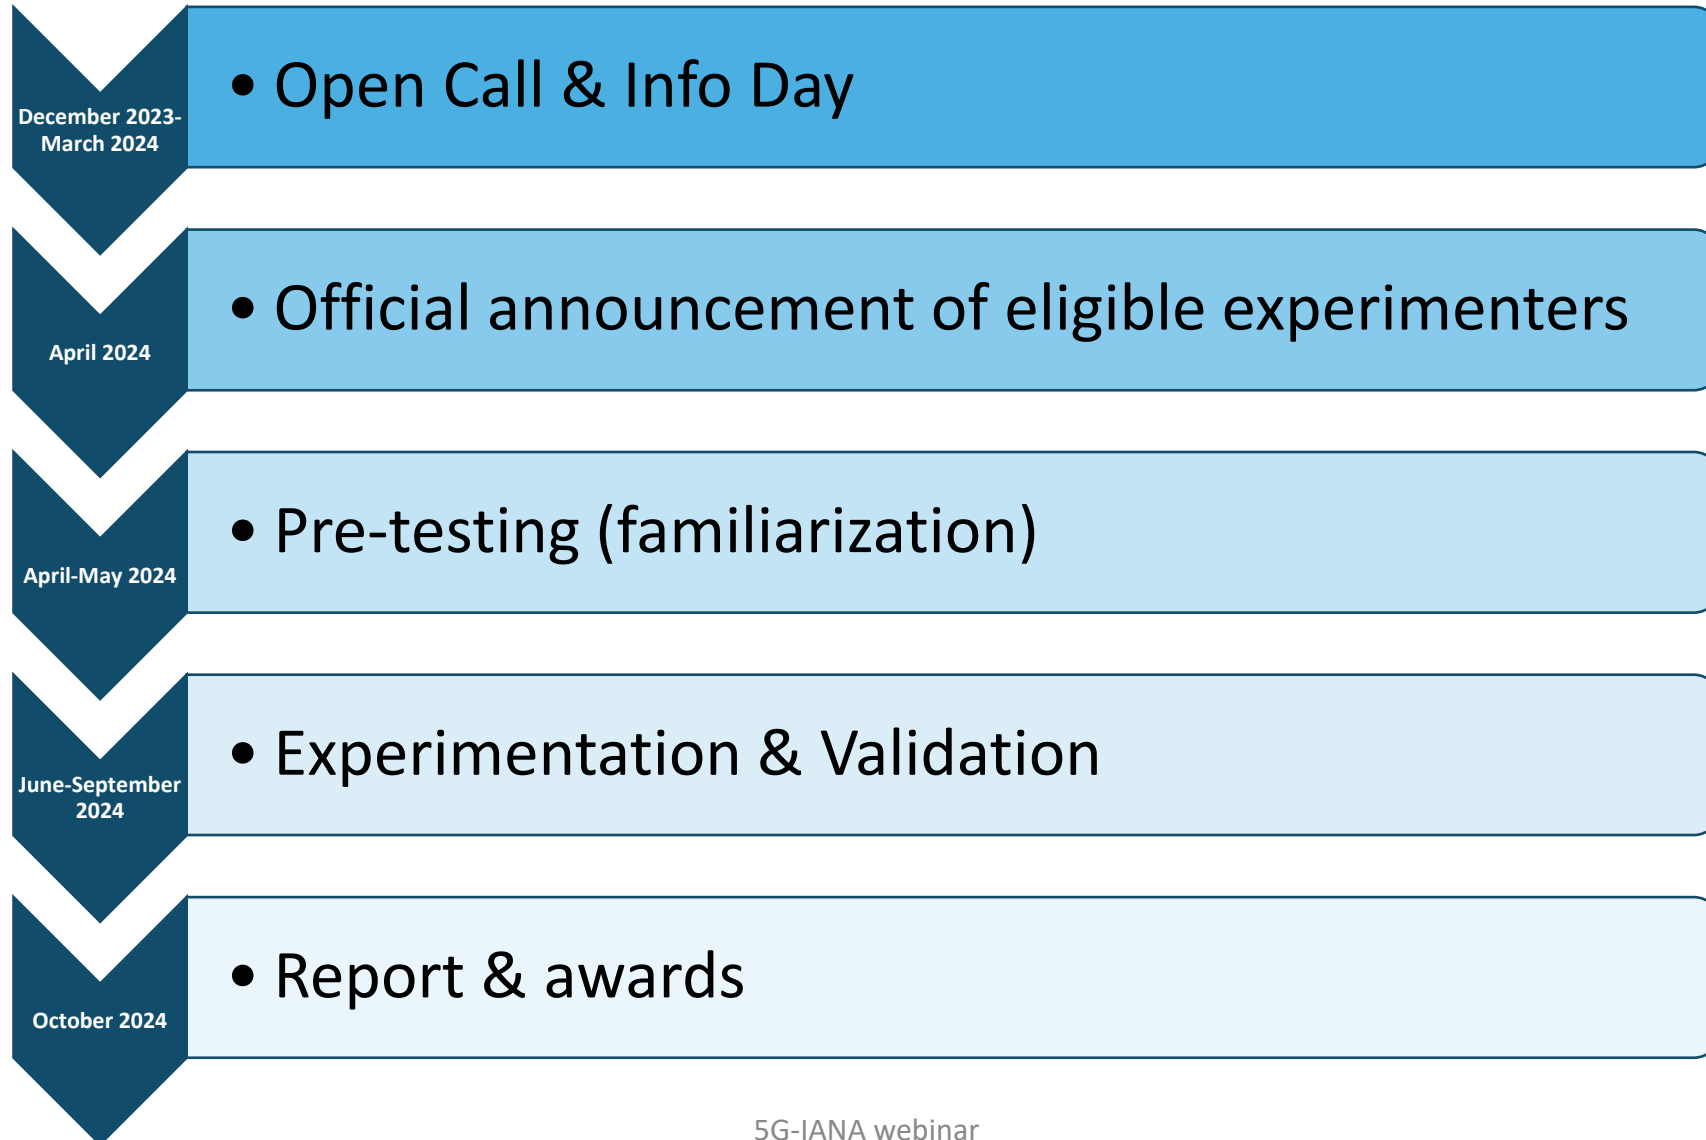 December 2023-
March 2024
• Open Call & Info Day
April 2024
• Official announcement of eligible experimenters
April-May 2024
• Pre-testing (familiarization)
June-September
2024
• Experimentation & Validation
October 2024
• Report & awards
5G-IANA webinar